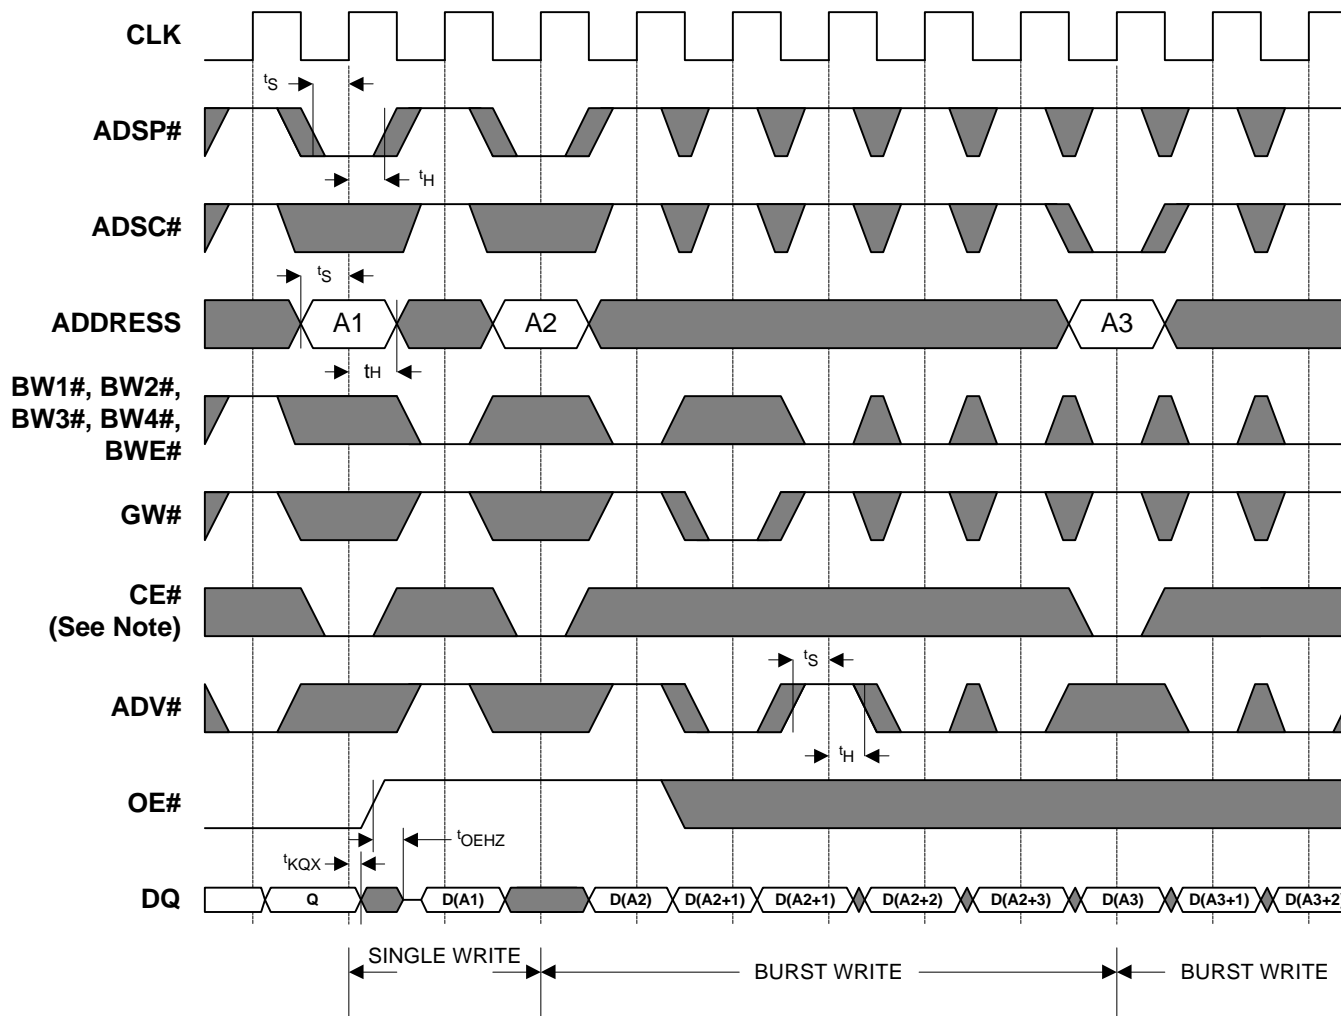 CLK
tS
ADSP#
tH
ADSC#
tS
ADDRESS
A1
A2
A3
tH
BW1#, BW2#,
BW3#, BW4#,
BWE#
GW#
CE#
(See Note)
tS
ADV#
tH
OE#
tOEHZ
tKQX
DQ
Q
D(A1)
D(A2)
D(A2+1)
D(A2+1)
D(A2+2)
D(A2+3)
D(A3)
D(A3+1)
D(A3+2)
SINGLE WRITE
BURST WRITE
BURST WRITE